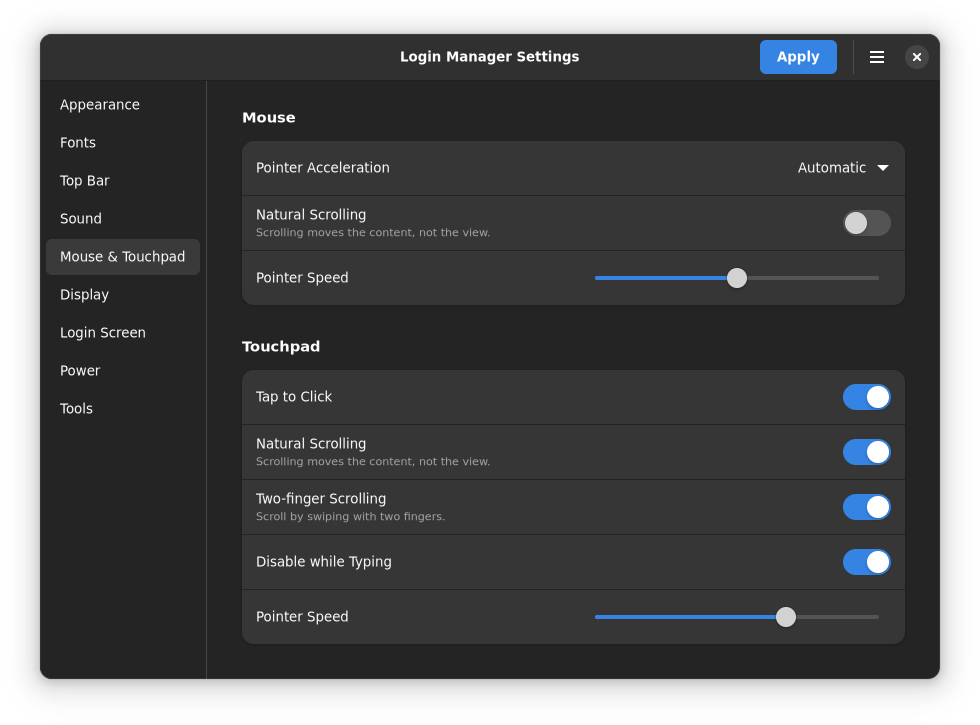 Login Manager Settings
Apply
Appearance
Fonts
Top Bar
Sound
Mouse & Touchpad
Display
Login Screen
Power
Tools
Mouse
Pointer Acceleration
Automatic
Natural Scrolling
Scrolling moves the content, not the view.
Pointer Speed
Touchpad
Tap to Click
Natural Scrolling
Scrolling moves the content, not the view.
Two-finger Scrolling
Scroll by swiping with two fingers.
Disable while Typing
Pointer Speed